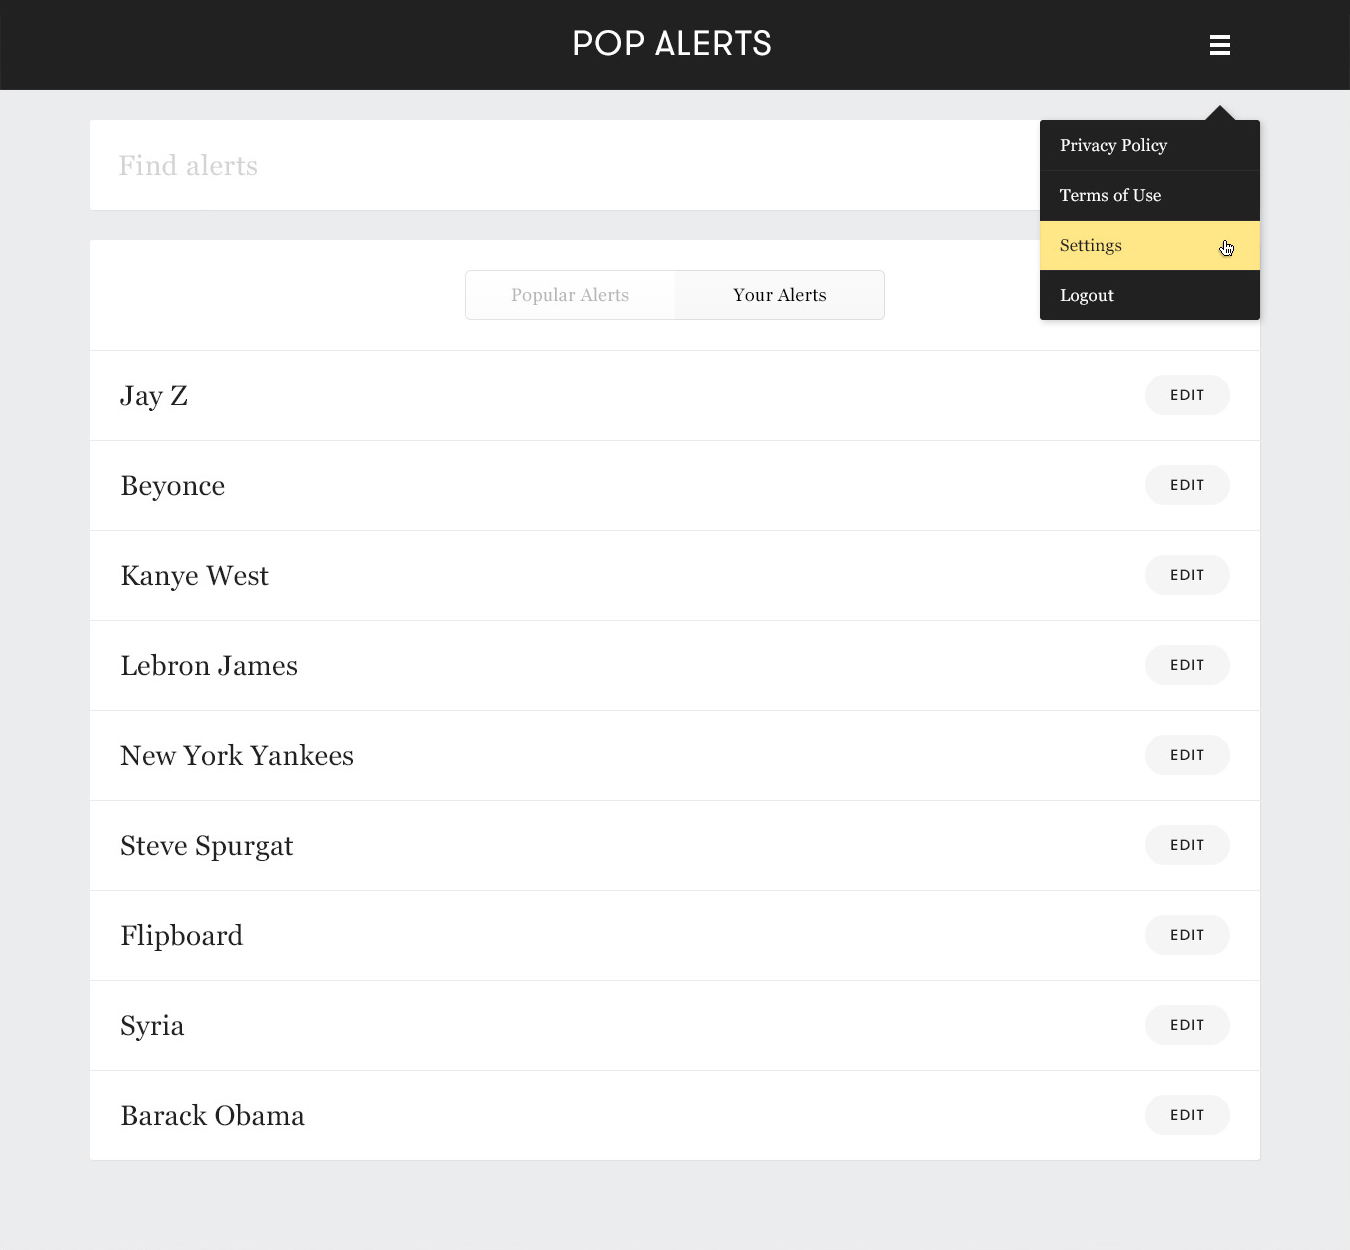 POP ALERTS
Find alerts
Privacy Policy
Terms of Use
Settings
Logout
Popular Alerts
Your Alerts
Jay Z
EDIT
Beyonce
EDIT
Kanye West
EDIT
Lebron James
EDIT
New York Yankees
EDIT
Steve Spurgat
EDIT
Flipboard
EDIT
Syria
EDIT
Barack Obama
EDIT